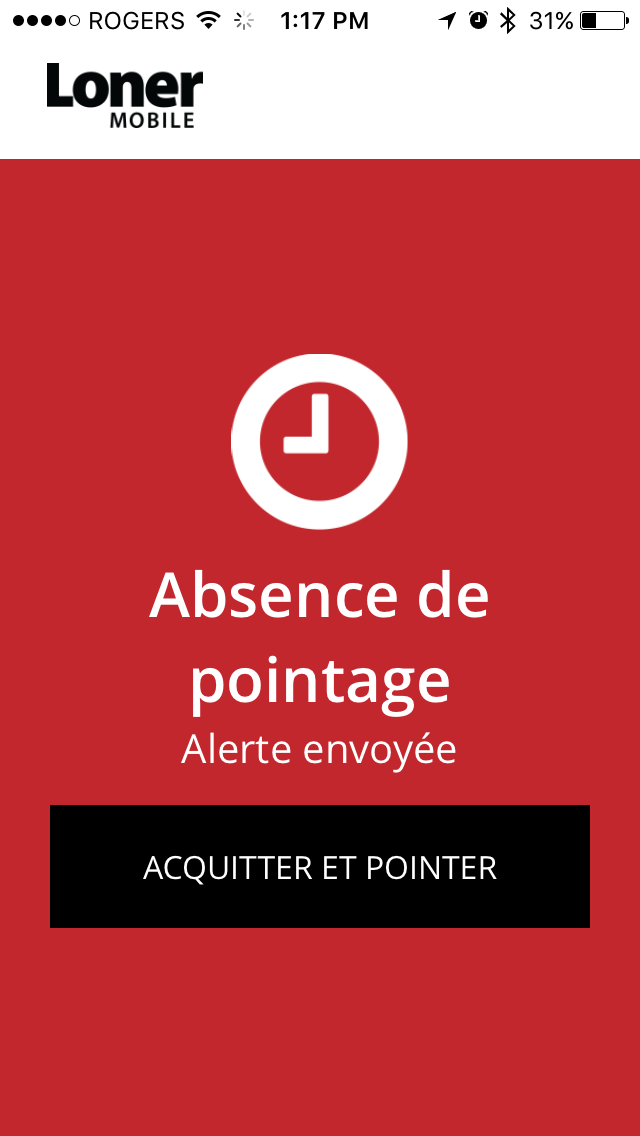 ROGERS 1:17 PM 31%
Loner
MOBILE
Absence de
pointage
Alerte envoyée
ACQUITTER ET POINTER